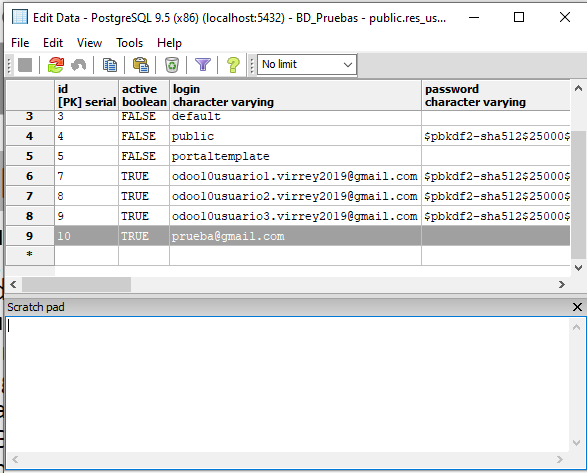 Edit Data - PostgreSQL 9.5 (x86) (localhost:5432) - BD_Pruebas - public.res_us...
File Edit View Tools Help
No limit
id active login password
[PK] serial boolean character varying character varying
3 3 FALSE default
4 4 FALSE public $pbkdf2-sha512$25000$
5 5 FALSE portaltemplate
6 7 TRUE odoo10usuario1.virrey2019@gmail.com $pbkdf2-sha512$25000$
7 8 TRUE odoo10usuario2.virrey2019@gmail.com $pbkdf2-sha512$25000$
8 9 TRUE odoo10usuario3.virrey2019@gmail.com $pbkdf2-sha512$25000$
9 10 TRUE prueba@gmail.com
*
Scratch pad